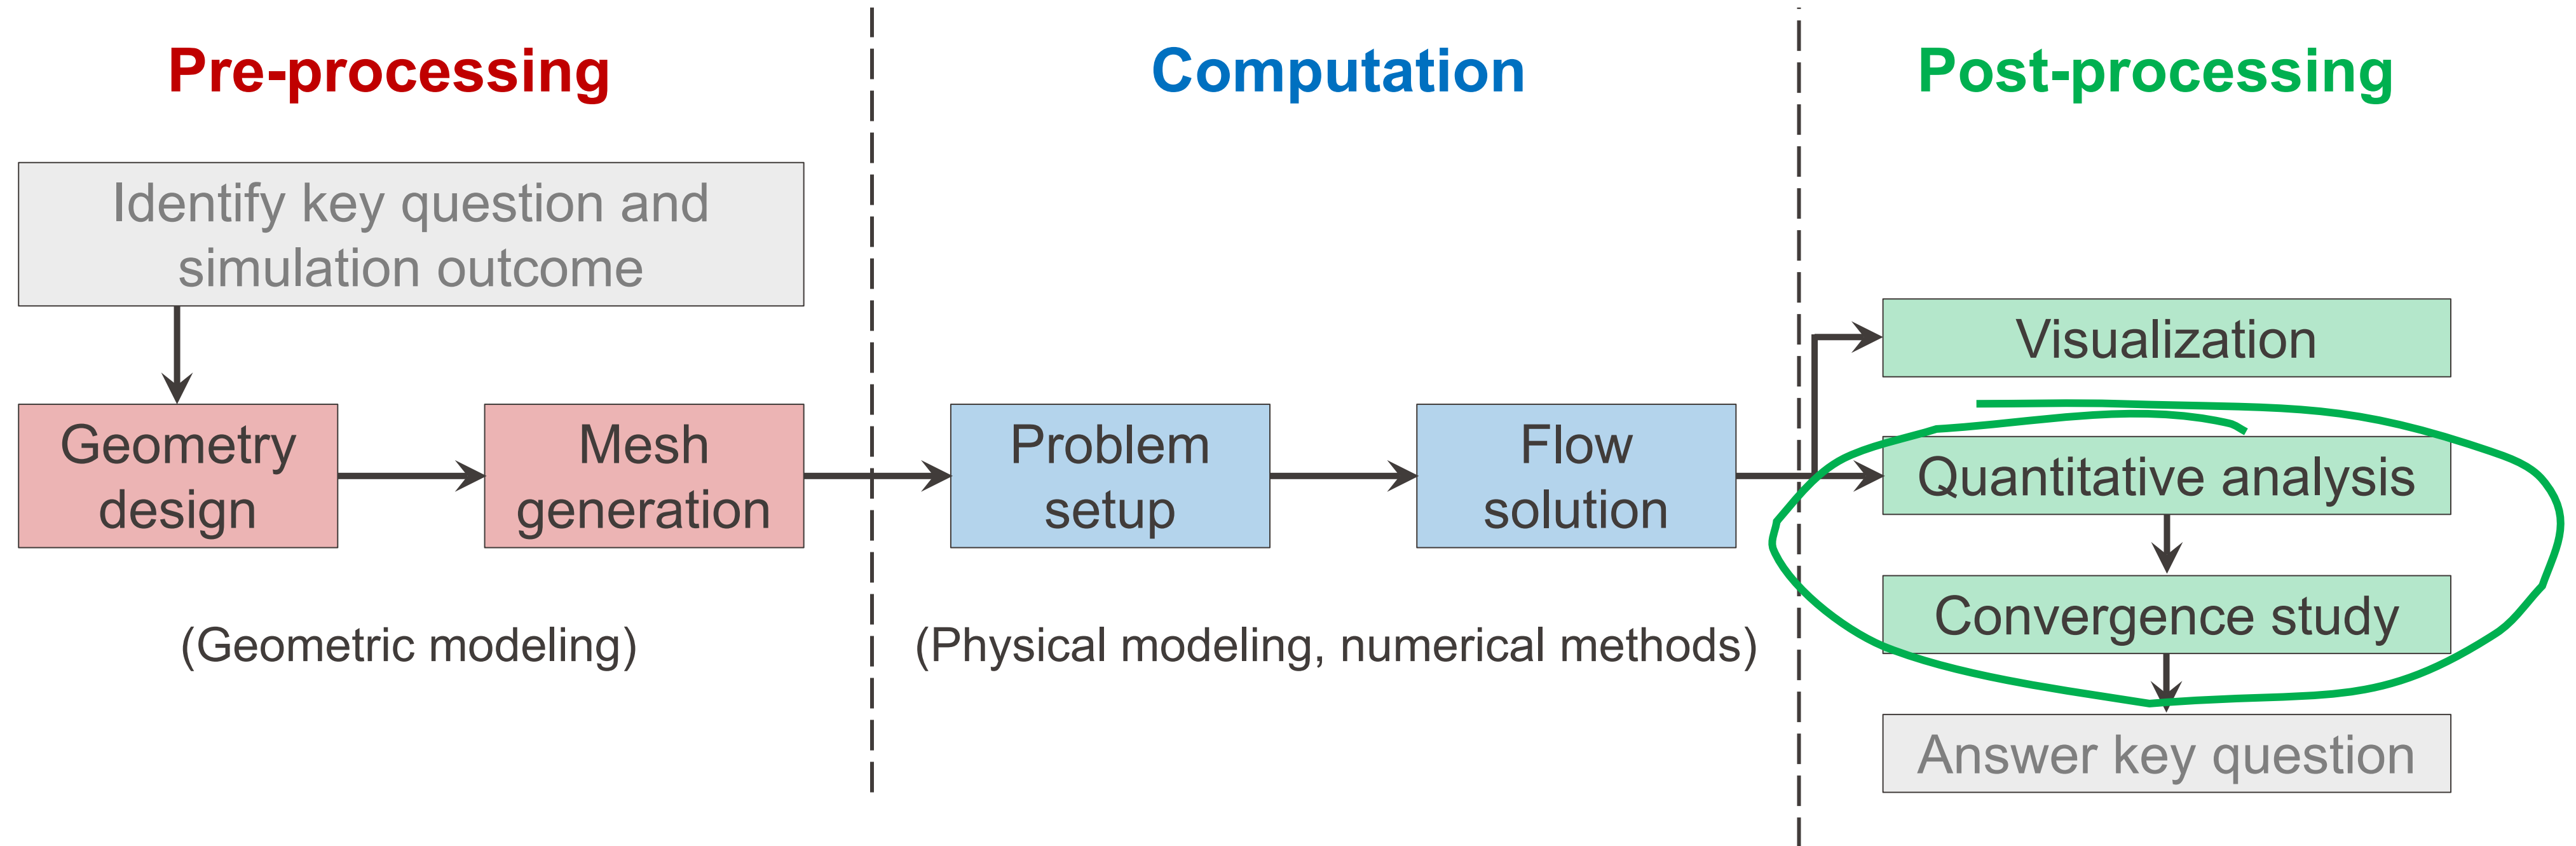 Pre-processing
Identify key question and
simulation outcome
Geometry
design
Mesh
generation
(Geometric modeling)
Computation
Problem
setup
Flow
solution
(Physical modeling, numerical methods)
Post-processing
Visualization
Quantitative analysis
Convergence study
Answer key question